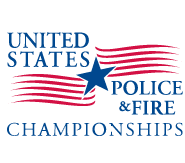 UNITED
STATES
POLICE
&FIRE
CHAMPIONSHIPS